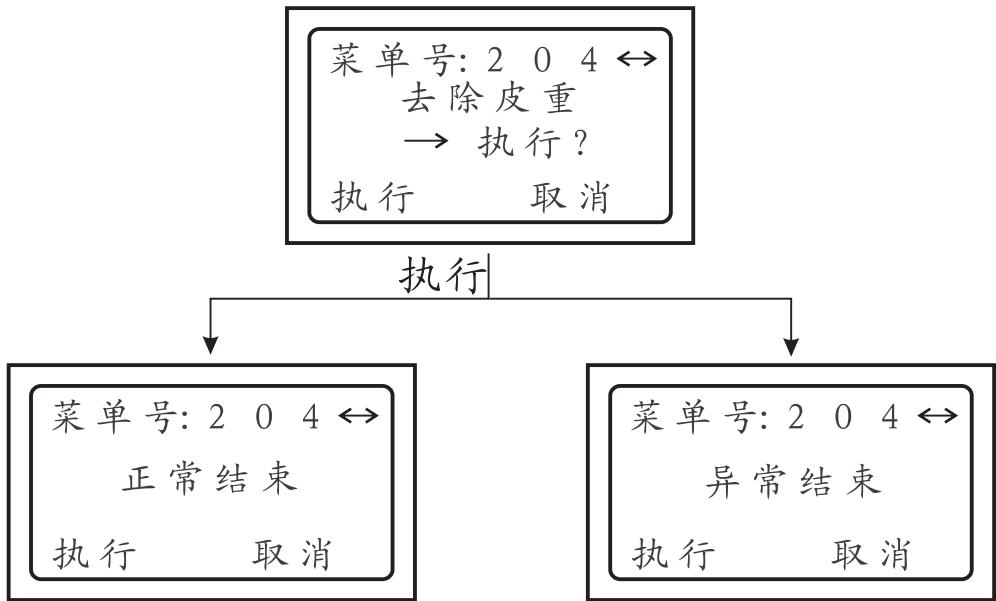 菜单号: 2 0 4 ↔
去除皮重
→ 执行?
执行 取消
执行
菜单号: 2 0 4 ↔
正常结束
执行 取消
菜单号: 2 0 4 ↔
异常结束
执行 取消